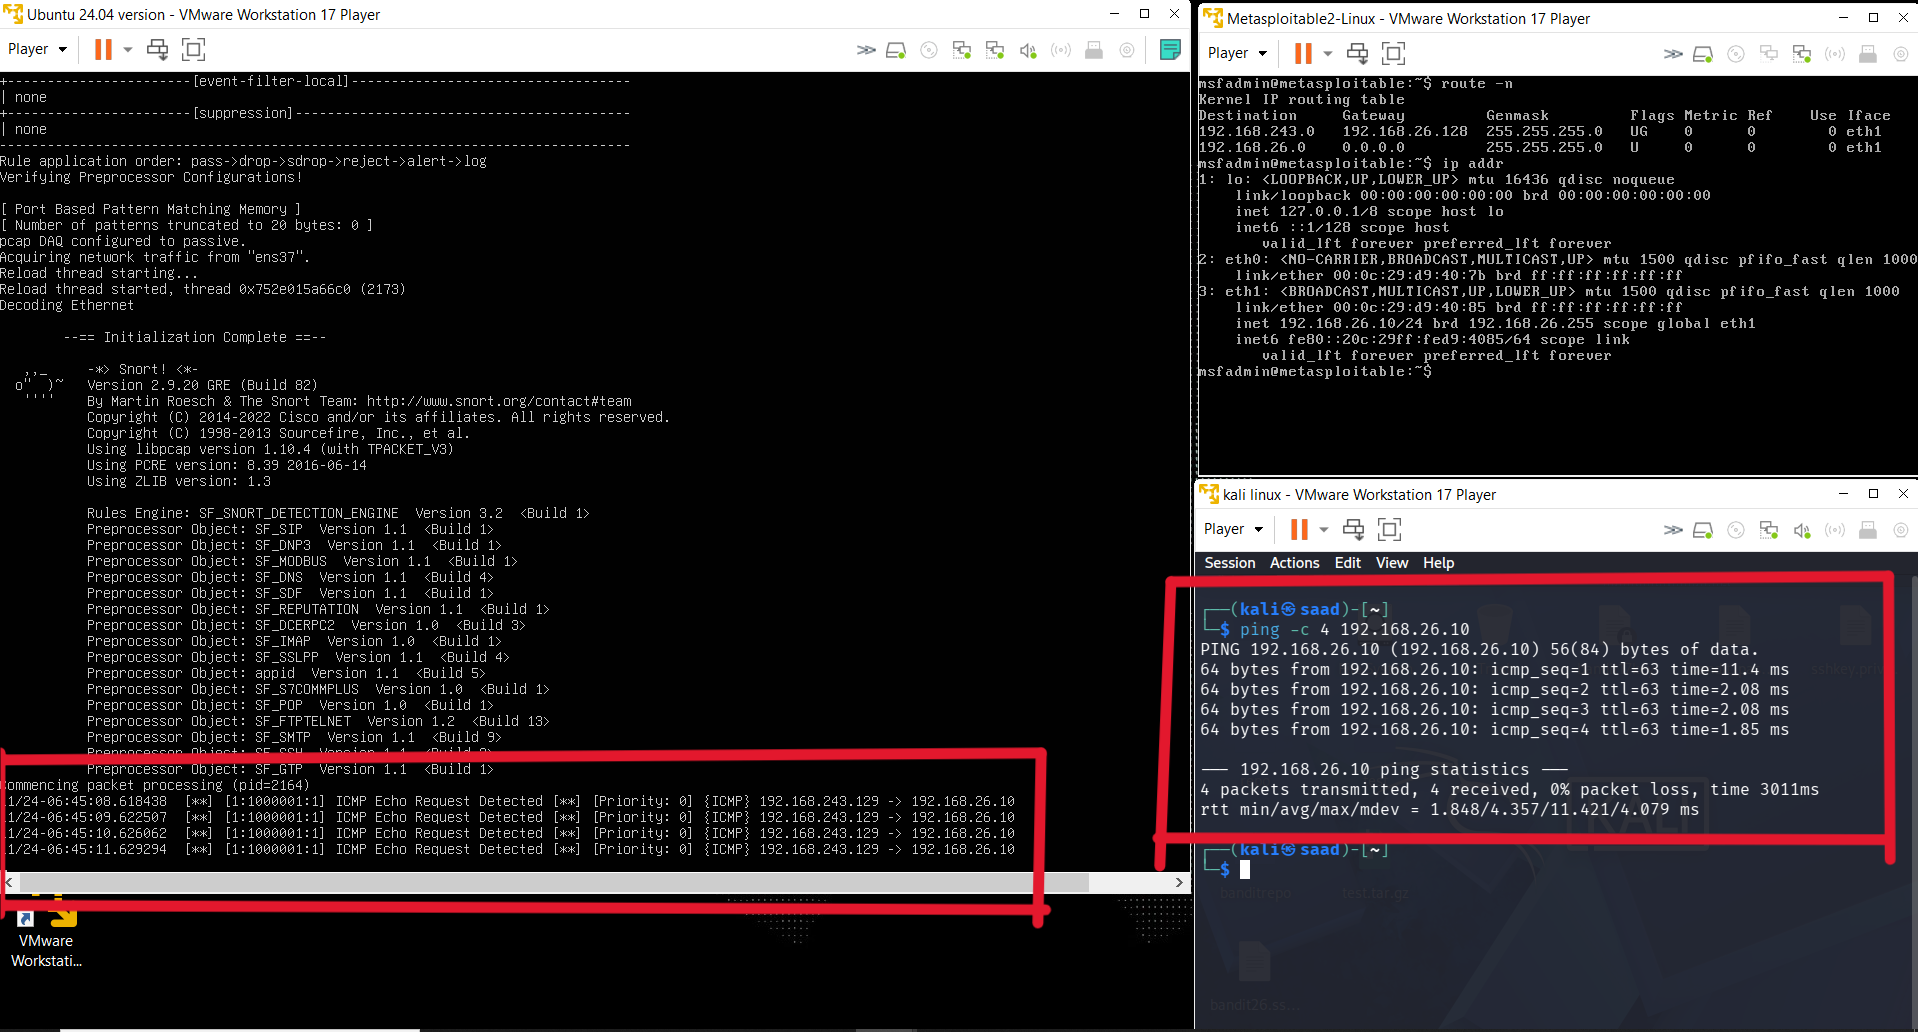 Ubuntu 24.04 version - VMware Workstation 17 Player
Player
+-----------------------[event-filter-local]-----------------------------------
| none
+-----------------------[suppression]------------------------------------------
| none
-------------------------------------------------------------------------------
Rule application order: pass->drop->sdrop->reject->alert->log
Verifying Preprocessor Configurations!
[ Port Based Pattern Matching Memory ]
[ Number of patterns truncated to 20 bytes: 0 ]
pcap DAQ configured to passive.
Acquiring network traffic from "ens37".
Reload thread starting...
Reload thread started, thread 0x752e015a66c0 (2173)
Decoding Ethernet
--== Initialization Complete ==--
,,_     -*> Snort! <*-
o"  )~   Version 2.9.20 GRE (Build 82)
''''    By Martin Roesch & The Snort Team: http://www.snort.org/contact#team
Copyright (C) 2014-2022 Cisco and/or its affiliates. All rights reserved.
Copyright (C) 1998-2013 Sourcefire, Inc., et al.
Using libpcap version 1.10.4 (with TPACKET_V3)
Using PCRE version: 8.39 2016-06-14
Using ZLIB version: 1.3
Rules Engine: SF_SNORT_DETECTION_ENGINE  Version 3.2  <Build 1>
Preprocessor Object: SF_SIP  Version 1.1  <Build 1>
Preprocessor Object: SF_DNP3  Version 1.1  <Build 1>
Preprocessor Object: SF_MODBUS  Version 1.1  <Build 1>
Preprocessor Object: SF_DNS  Version 1.1  <Build 4>
Preprocessor Object: SF_SDF  Version 1.1  <Build 1>
Preprocessor Object: SF_REPUTATION  Version 1.1  <Build 1>
Preprocessor Object: SF_DCERPC2  Version 1.0  <Build 3>
Preprocessor Object: SF_IMAP  Version 1.0  <Build 1>
Preprocessor Object: SF_SSLPP  Version 1.1  <Build 4>
Preprocessor Object: appid  Version 1.1  <Build 5>
Preprocessor Object: SF_S7COMMPLUS  Version 1.0  <Build 1>
Preprocessor Object: SF_POP  Version 1.0  <Build 1>
Preprocessor Object: SF_FTPTELNET  Version 1.2  <Build 13>
Preprocessor Object: SF_SMTP  Version 1.1  <Build 9>
Preprocessor Object: SF_SSH  Version 1.1
Preprocessor Object: SF_GTP  Version 1.1  <Build 1>
Commencing packet processing (pid=2164)
1/24-06:45:08.618438  [**] [1:1000001:1] ICMP Echo Request Detected [**] [Priority: 0] {ICMP} 192.168.243.129 -> 192.168.26.10
1/24-06:45:09.622507  [**] [1:1000001:1] ICMP Echo Request Detected [**] [Priority: 0] {ICMP} 192.168.243.129 -> 192.168.26.10
1/24-06:45:10.626062  [**] [1:1000001:1] ICMP Echo Request Detected [**] [Priority: 0] {ICMP} 192.168.243.129 -> 192.168.26.10
1/24-06:45:11.629294  [**] [1:1000001:1] ICMP Echo Request Detected [**] [Priority: 0] {ICMP} 192.168.243.129 -> 192.168.26.10
VMware
Workstati...
Metasploitable2-Linux - VMware Workstation 17 Player
Player
msfadmin@metasploitable:~$ route -n
Kernel IP routing table
Destination     Gateway         Genmask         Flags Metric Ref    Use Iface
192.168.243.0   192.168.26.128  255.255.255.0   UG    0      0        0 eth1
192.168.26.0    0.0.0.0         255.255.255.0   U     0      0        0 eth1
msfadmin@metasploitable:~$ ip addr
1: lo: <LOOPBACK,UP,LOWER_UP> mtu 16436 qdisc noqueue
link/loopback 00:00:00:00:00:00 brd 00:00:00:00:00:00
inet 127.0.0.1/8 scope host lo
inet6 ::1/128 scope host
valid_lft forever preferred_lft forever
2: eth0: <NO-CARRIER,BROADCAST,MULTICAST,UP> mtu 1500 qdisc pfifo_fast qlen 1000
link/ether 00:0c:29:d9:40:7b brd ff:ff:ff:ff:ff:ff
3: eth1: <BROADCAST,MULTICAST,UP,LOWER_UP> mtu 1500 qdisc pfifo_fast qlen 1000
link/ether 00:0c:29:d9:40:85 brd ff:ff:ff:ff:ff:ff
inet 192.168.26.10/24 brd 192.168.26.255 scope global eth1
inet6 fe80::20c:29ff:fed9:4085/64 scope link
valid_lft forever preferred_lft forever
msfadmin@metasploitable:~$
kali linux - VMware Workstation 17 Player
Player
Session Actions Edit View Help
┌──(kali㉿saad)-[~]
└─$ ping -c 4 192.168.26.10
PING 192.168.26.10 (192.168.26.10) 56(84) bytes of data.
64 bytes from 192.168.26.10: icmp_seq=1 ttl=63 time=11.4 ms
64 bytes from 192.168.26.10: icmp_seq=2 ttl=63 time=2.08 ms
64 bytes from 192.168.26.10: icmp_seq=3 ttl=63 time=2.08 ms
64 bytes from 192.168.26.10: icmp_seq=4 ttl=63 time=1.85 ms
─── 192.168.26.10 ping statistics ───
4 packets transmitted, 4 received, 0% packet loss, time 3011ms
rtt min/avg/max/mdev = 1.848/4.357/11.421/4.079 ms
┌──(kali㉿saad)-[~]
└─$
banditrepo
test.tar.gz
bandit26.ss...